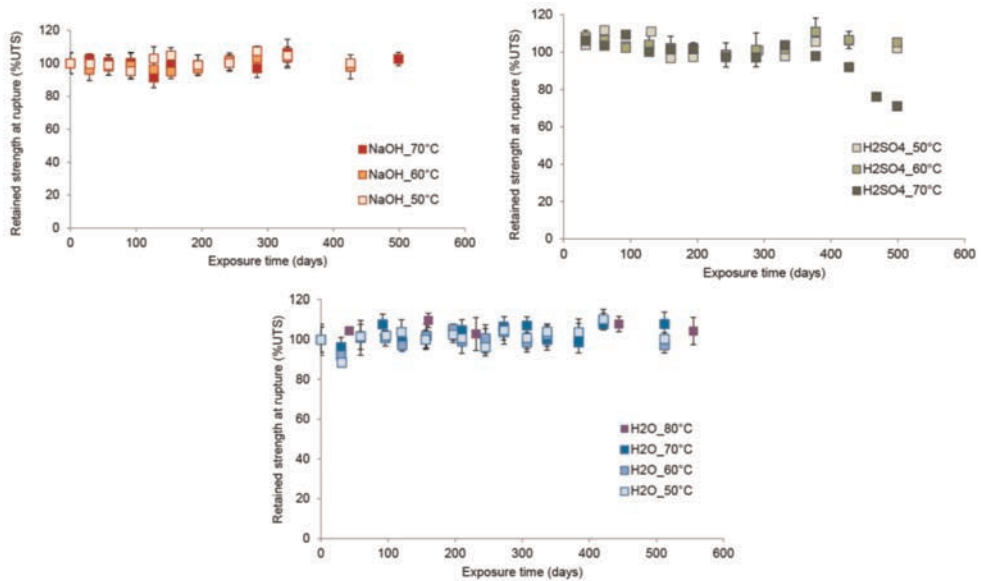 Retained strength at rupture (%UTS)
120
100
80
60
40
20
0
0
100
200
300
400
500
600
Exposure time (days)
NaOH_70°C
NaOH_60°C
NaOH_50°C
Retained strength at rupture (%UTS)
120
100
80
60
40
20
0
0
100
200
300
400
500
600
Exposure time (days)
H2SO4_50°C
H2SO4_60°C
H2SO4_70°C
Retained strength at rupture (%UTS)
120
100
80
60
40
20
0
0
100
200
300
400
500
600
Exposure time (days)
H2O_80°C
H2O_70°C
H2O_60°C
H2O_50°C